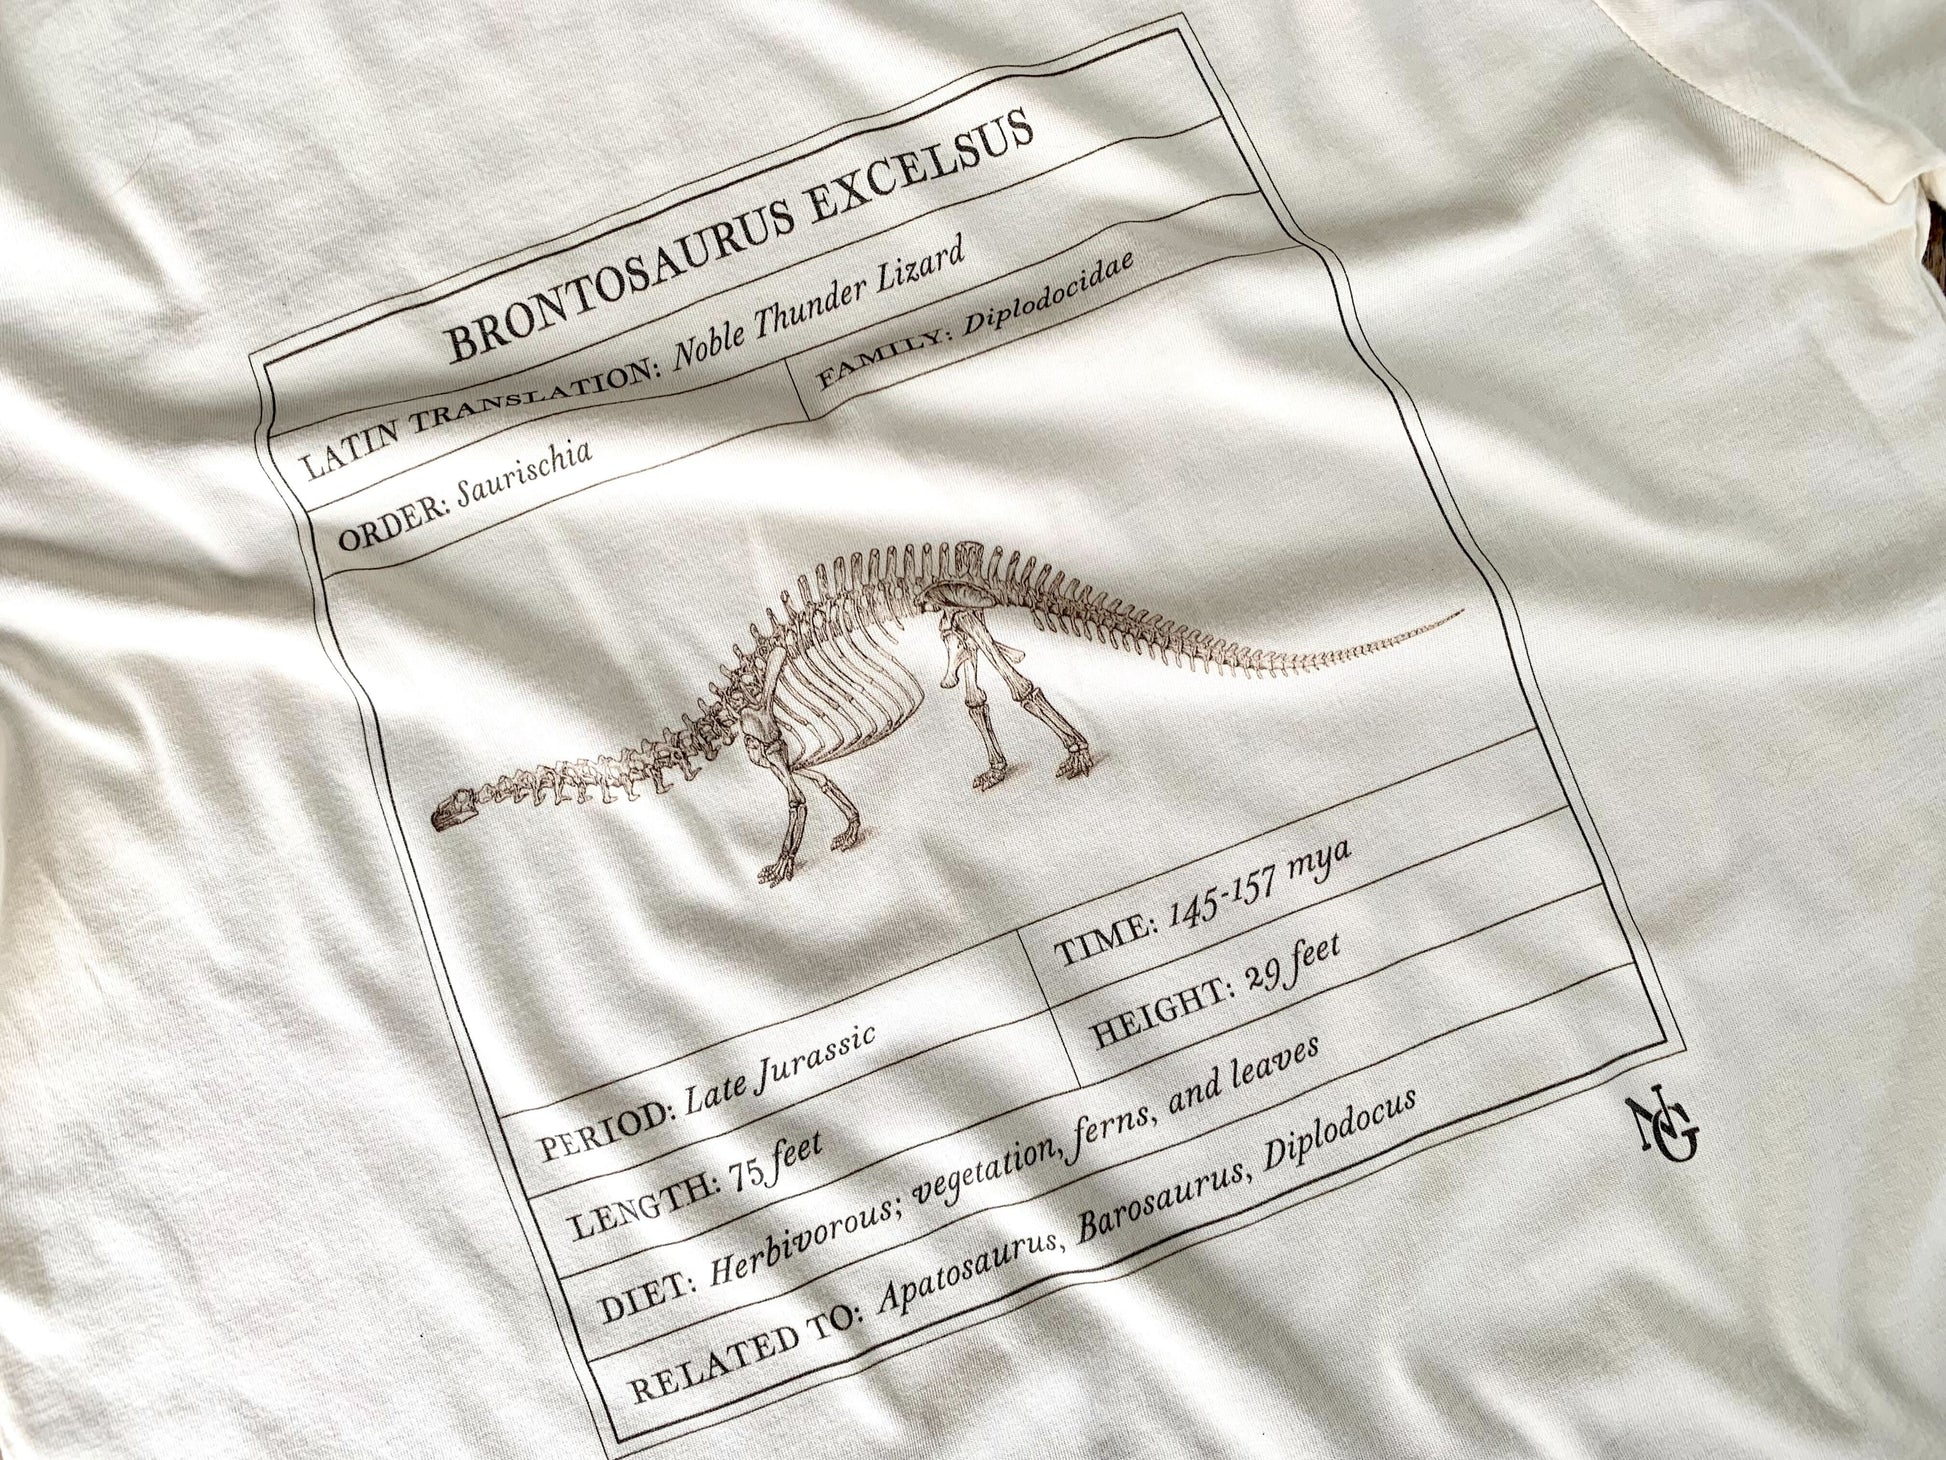 BRONTOSAURUS EXCELSUS
LATIN TRANSLATION: Noble Thunder Lizard
ORDER: Saurischia
FAMILY: Diplodocidae
PERIOD: Late Jurassic
TIME: 145-157 mya
LENGTH: 75 feet
HEIGHT: 29 feet
DIET: Herbivorous; vegetation, ferns, and leaves
RELATED TO: Apatosaurus, Barosaurus, Diplodocus
NG